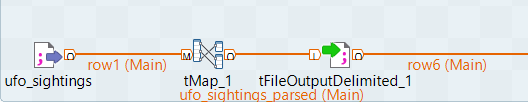 row1 (Main)
row6 (Main)
ufo_sightings
tMap_1
tFileOutputDelimited_1
ufo_sightings_parsed (Main)